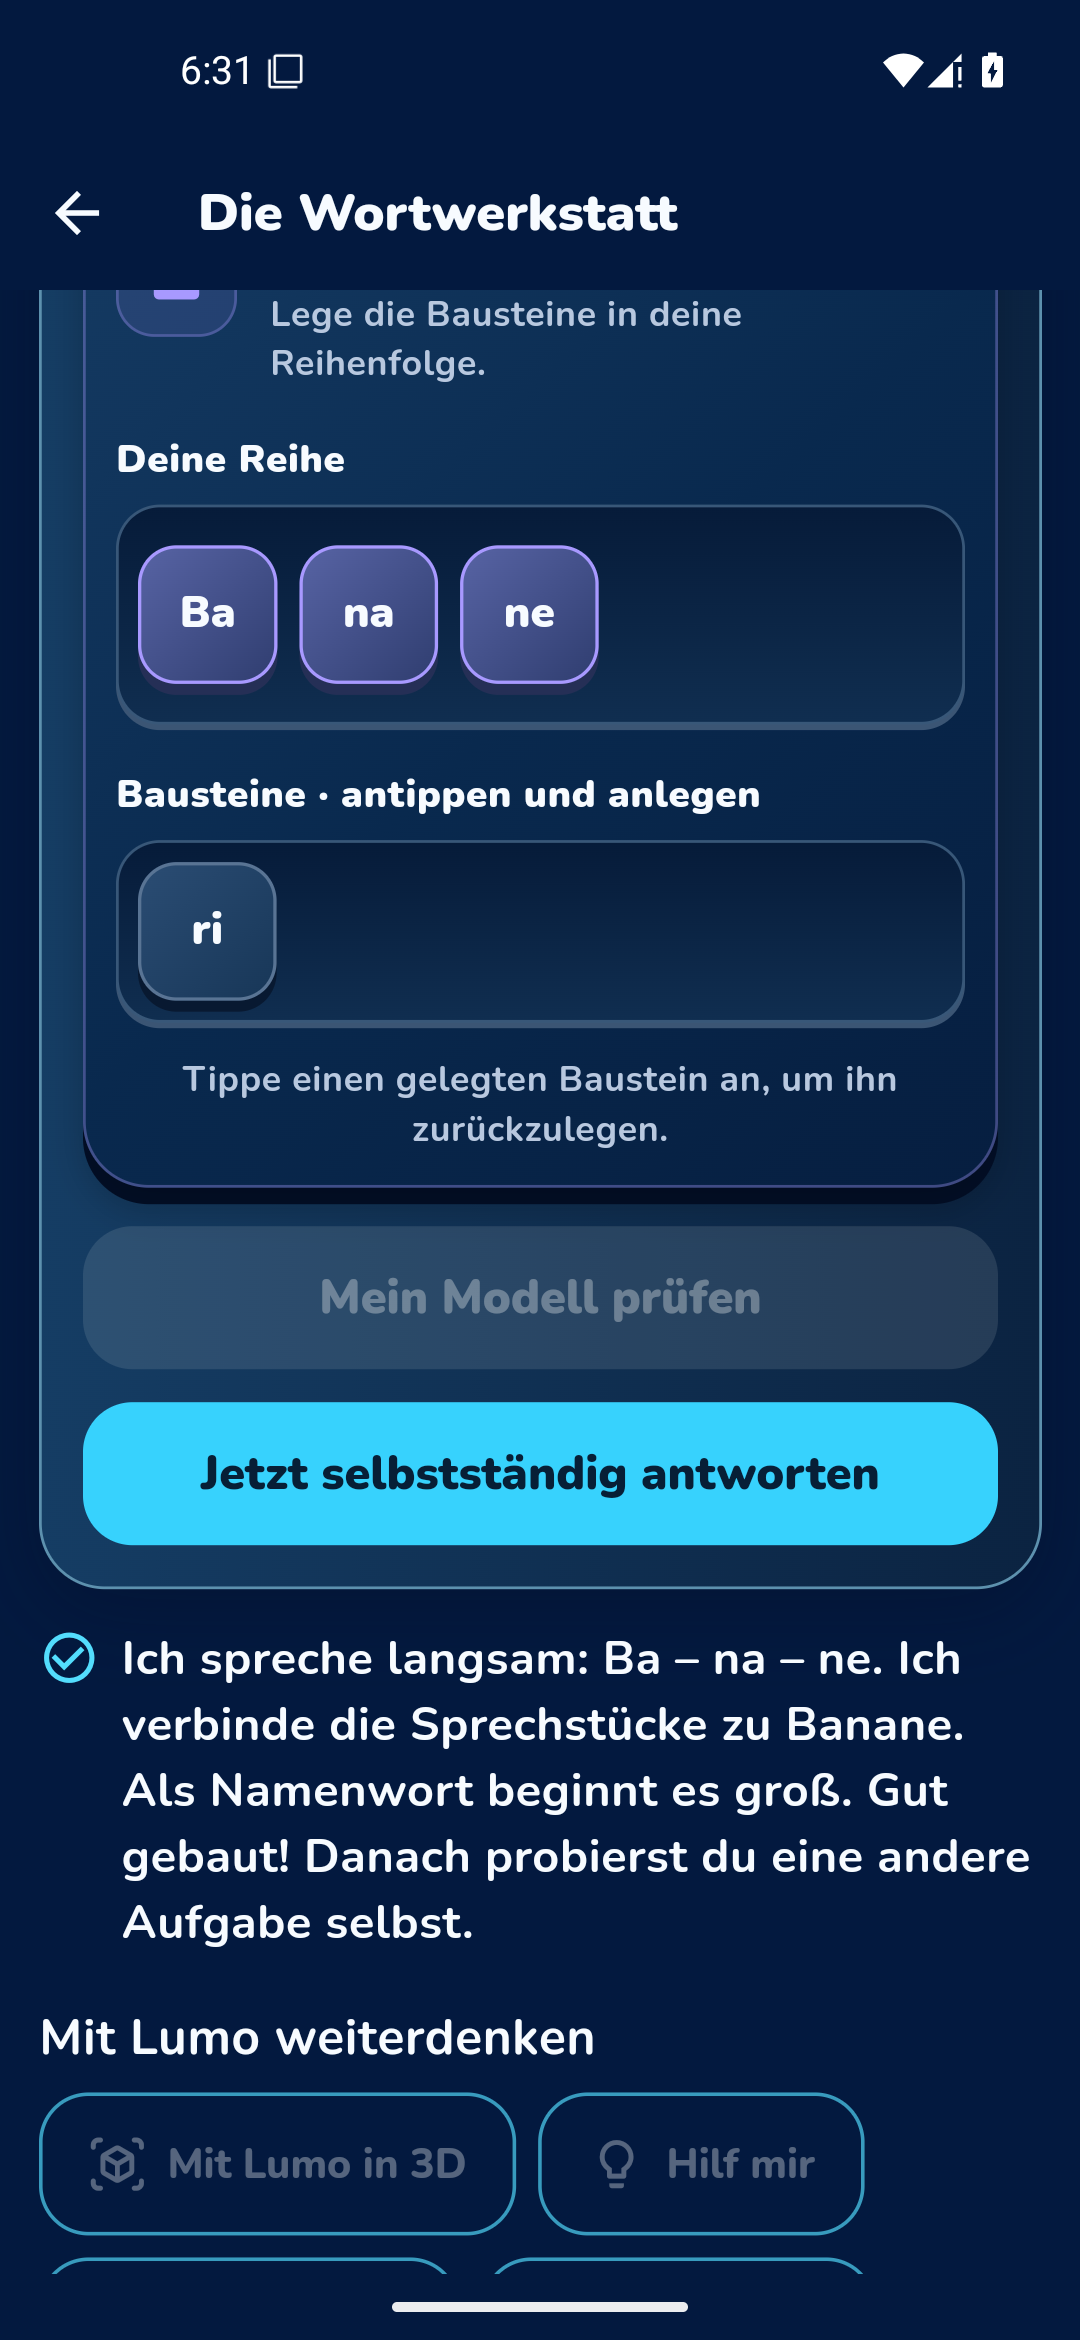 6:31
Die Wortwerkstatt
Lege die Bausteine in deine
Reihenfolge.
Deine Reihe
Ba na ne
Bausteine · antippen und anlegen
ri
Tippe einen gelegten Baustein an, um ihn
zurückzulegen.
Mein Modell prüfen
Jetzt selbstständig antworten
Ich spreche langsam: Ba – na – ne. Ich
verbinde die Sprechstücke zu Banane.
Als Namenwort beginnt es groß. Gut
gebaut! Danach probierst du eine andere
Aufgabe selbst.
Mit Lumo weiterdenken
Mit Lumo in 3D Hilf mir